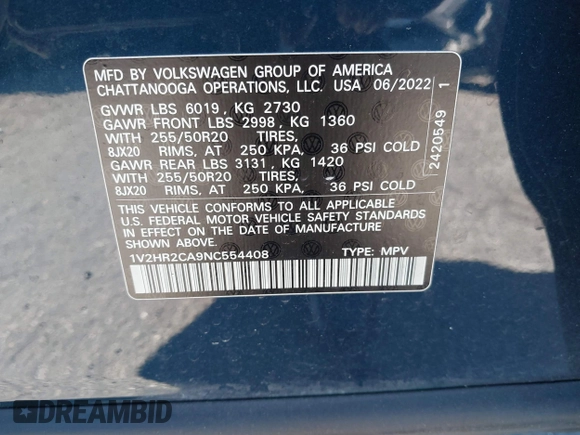 MFD BY VOLKSWAGEN GROUP OF AMERICA
CHATTANOOGA OPERATIONS, LLC. USA 06/2022
GVWR LBS 6019, KG 2730
GAWR FRONT LBS 2998, KG 1360
WITH 255/50R20 TIRES,
8JX20 RIMS, AT 250 KPA, 36 PSI COLD
GAWR REAR LBS 3131, KG 1420
WITH 255/50R20 TIRES,
8JX20 RIMS, AT 250 KPA, 36 PSI COLD
THIS VEHICLE CONFORMS TO ALL APPLICABLE
U.S. FEDERAL MOTOR VEHICLE SAFETY STANDARDS
IN EFFECT ON THE DATE OF MANUFACTURE
SHOWN ABOVE.
1V2HR2CA9NC554408 TYPE: MPV
2420549 1
DREAMBID